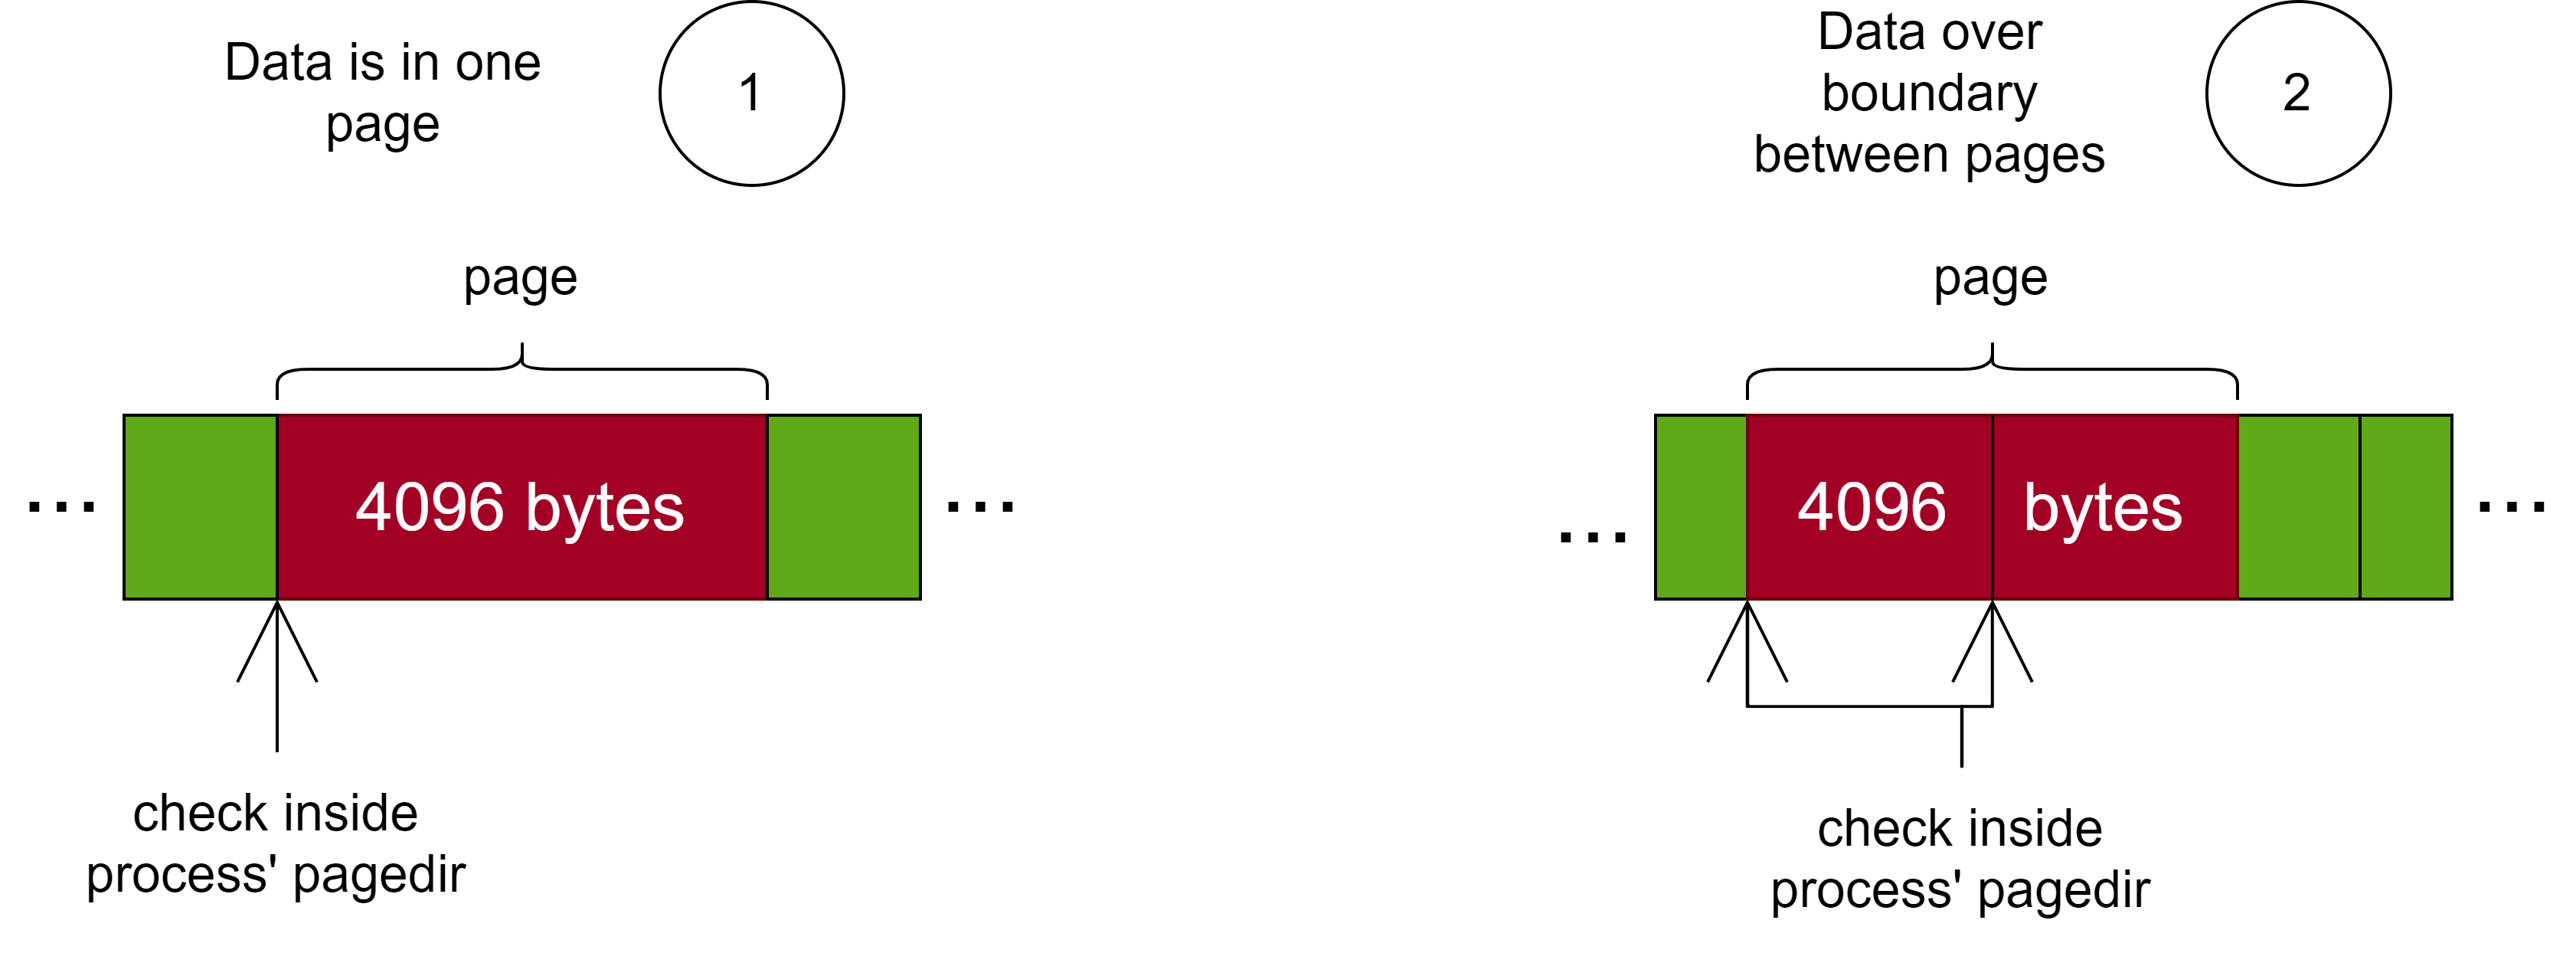 Data is in one
page
1
page
4096 bytes
...
...
check inside
process' pagedir
Data over
boundary
between pages
2
page
4096 bytes
...
...
check inside
process' pagedir